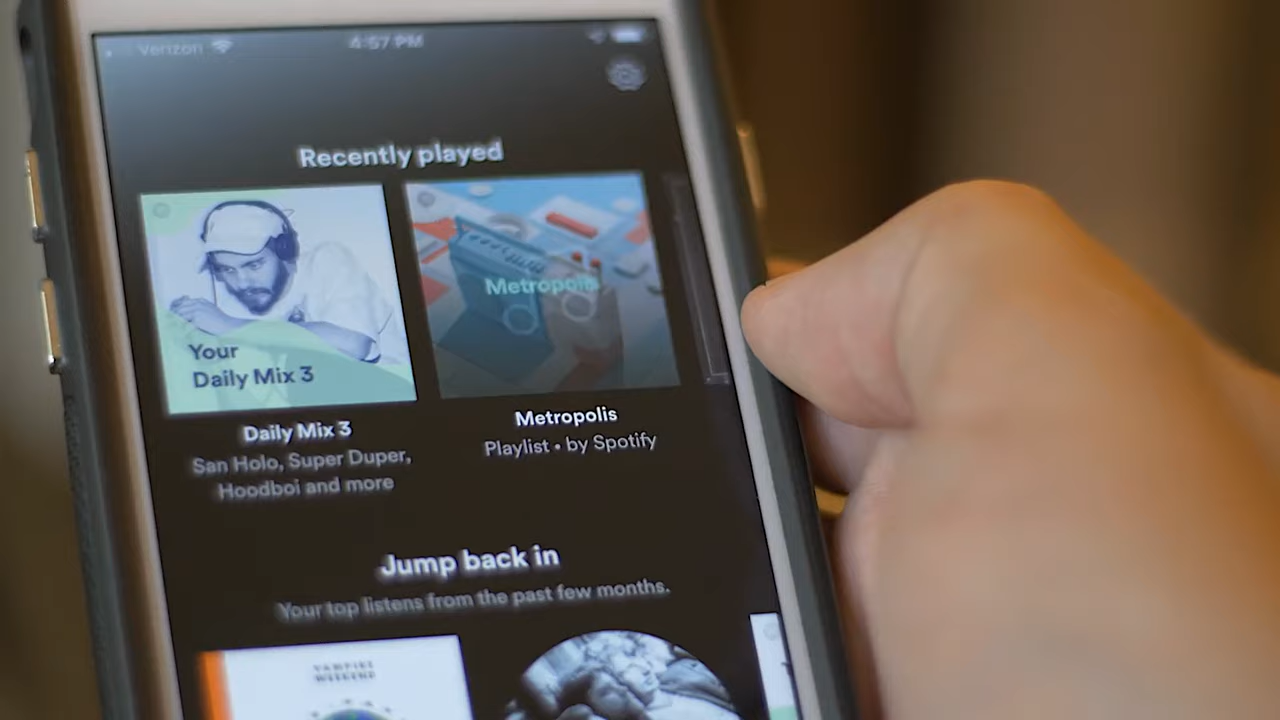 Verizon 4:57 PM
Recently played
Your
Daily Mix 3
Metropolis
Daily Mix 3
San Holo, Super Duper,
Hoodboi and more
Metropolis
Playlist • by Spotify
Jump back in
Your top listens from the past few months.
VAMPIRE
WEEKEND